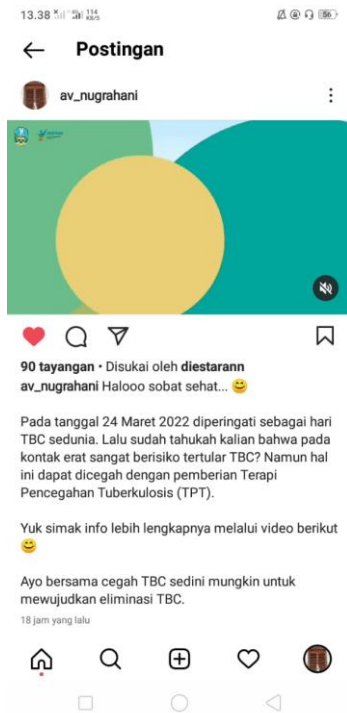 13.38
114
KB/S
56
Postingan
av_nugrahani
90 tayangan • Disukai oleh diestarann
av_nugrahani Halooo sobat sehat... 😊
Pada tanggal 24 Maret 2022 diperingati sebagai hari
TBC sedunia. Lalu sudah tahukah kalian bahwa pada
kontak erat sangat berisiko tertular TBC? Namun hal
ini dapat dicegah dengan pemberian Terapi
Pencegahan Tuberkulosis (TPT).
Yuk simak info lebih lengkapnya melalui video berikut
😊
Ayo bersama cegah TBC sedini mungkin untuk
mewujudkan eliminasi TBC.
18 jam yang lalu